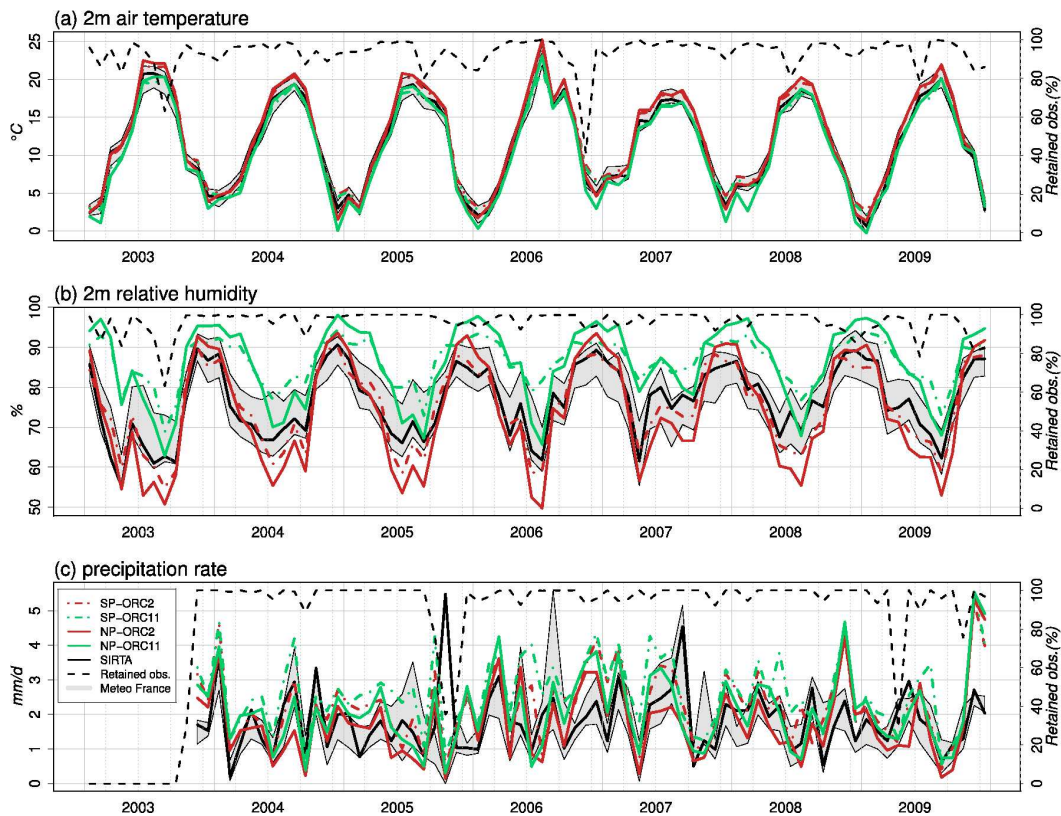 (a) 2m air temperature
25
20
15
10
5
0
°C
100
80
60
40
20
0
Retained obs.(%)
2003 2004 2005 2006 2007 2008 2009
(b) 2m relative humidity
100
90
80
70
60
50
%
100
80
60
40
20
0
Retained obs.(%)
2003 2004 2005 2006 2007 2008 2009
(c) precipitation rate
5
4
3
2
1
0
mm/d
SP-ORC2
SP-ORC11
NP-ORC2
NP-ORC11
SIRTA
Retained obs.
Meteo France
100
80
60
40
20
0
Retained obs.(%)
2003 2004 2005 2006 2007 2008 2009